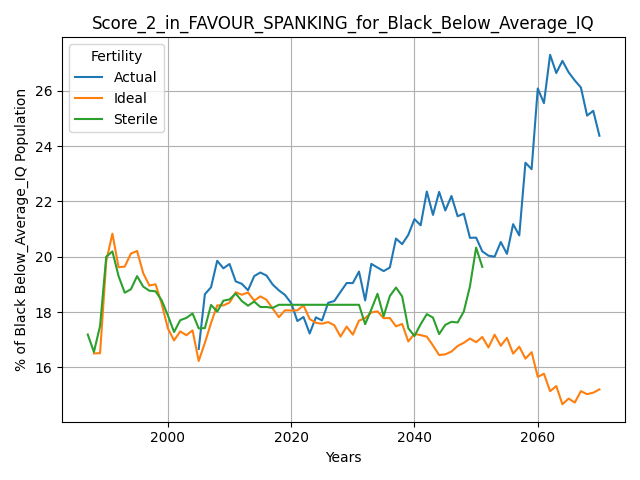 Score_2_in_FAVOUR_SPANKING_for_Black_Below_Average_IQ
Fertility
Actual
Ideal
Sterile
% of Black Below_Average_IQ Population
26
24
22
20
18
16
2000
2020
2040
2060
Years